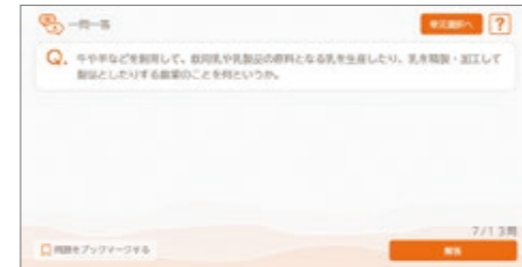 一問一答
単元選択へ ?
Q. 牛や羊などを飼育して、飲用乳や乳製品の原料となる乳を生産したり、乳を精製・加工して
製品としたりする農業のことを何というか。
7/13問
問題をブックマークする
解答